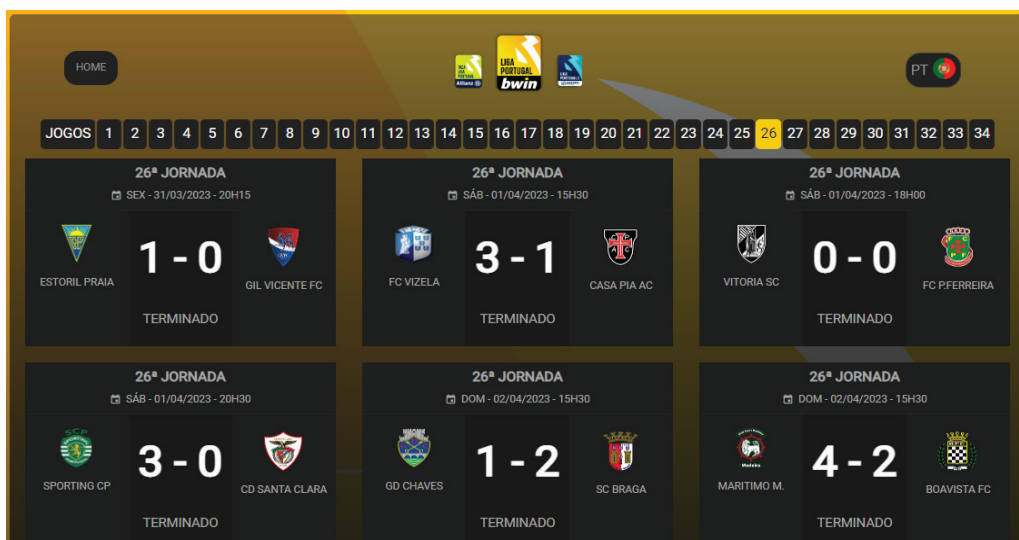 HOME
LIGA
PORTUGAL
bwin
PT
JOGOS 1 2 3 4 5 6 7 8 9 10 11 12 13 14 15 16 17 18 19 20 21 22 23 24 25 26 27 28 29 30 31 32 33 34
26ª JORNADA
SEX - 31/03/2023 - 20H15
1 - 0
ESTORIL PRAIA
GIL VICENTE FC
TERMINADO
26ª JORNADA
SÁB - 01/04/2023 - 15H30
3 - 1
FC VIZELA
CASA PIA AC
TERMINADO
26ª JORNADA
SÁB - 01/04/2023 - 18H00
0 - 0
VITORIA SC
FC P.FERREIRA
TERMINADO
26ª JORNADA
SÁB - 01/04/2023 - 20H30
SCP
3 - 0
SPORTING CP
CD SANTA CLARA
TERMINADO
26ª JORNADA
DOM - 02/04/2023 - 15H30
1 - 2
GD CHAVES
SC BRAGA
TERMINADO
26ª JORNADA
DOM - 02/04/2023 - 15H30
Madeira
4 - 2
MARITIMO M.
BOAVISTA FC
TERMINADO